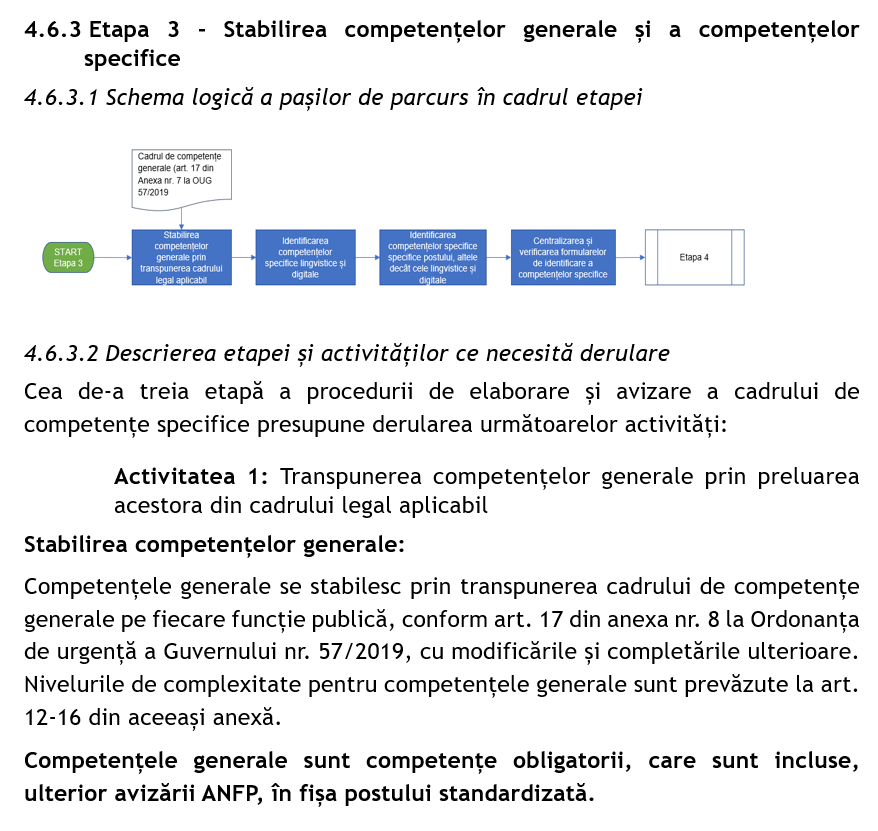 4.6.3 Etapa 3 - Stabilirea competențelor generale și a competențelor
specifice
4.6.3.1 Schema logică a pașilor de parcurs în cadrul etapei
Cadrul de competențe
generale (art. 17 din
Anexa nr. 7 la OUG
57/2019
START
Etapa 3
Stabilirea
competențelor
generale prin
transpunerea cadrului
legal aplicabil
Identificarea
competențelor
specifice lingvistice și
digitale
Identificarea
competențelor specifice
specifice postului, altele
decât cele lingvistice și
digitale
Centralizarea și
verificarea formularelor
de identificare a
competențelor specifice
Etapa 4
4.6.3.2 Descrierea etapei și activităților ce necesită derulare
Cea de-a treia etapă a procedurii de elaborare și avizare a cadrului de
competențe specifice presupune derularea următoarelor activități:
Activitatea 1: Transpunerea competențelor generale prin preluarea
acestora din cadrului legal aplicabil
Stabilirea competențelor generale:
Competențele generale se stabilesc prin transpunerea cadrului de competențe
generale pe fiecare funcție publică, conform art. 17 din anexa nr. 8 la Ordonanța
de urgență a Guvernului nr. 57/2019, cu modificările și completările ulterioare.
Nivelurile de complexitate pentru competențele generale sunt prevăzute la art.
12-16 din aceeași anexă.
Competențele generale sunt competențe obligatorii, care sunt incluse,
ulterior avizării ANFP, în fișa postului standardizată.